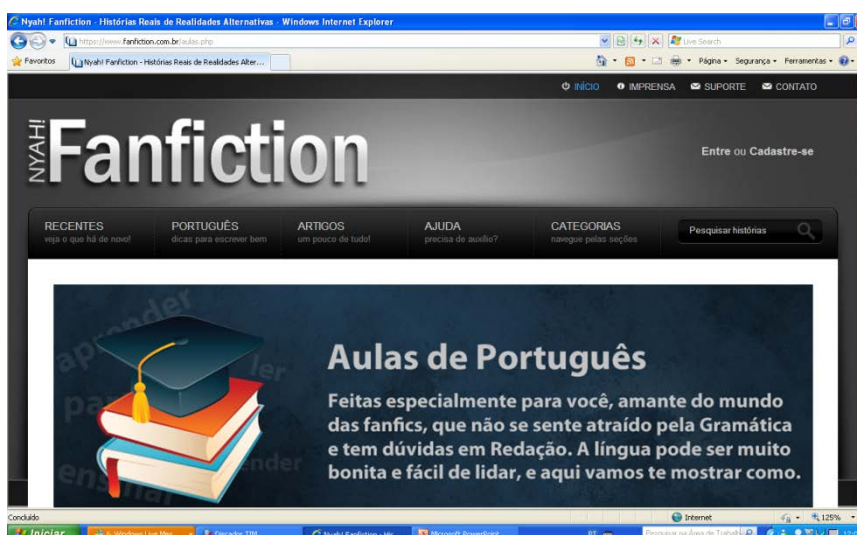 Nyah! Fanfiction - Histórias Reais de Realidades Alternativas - Windows Internet Explorer
https://www.fanfiction.com.br/aulas.php
Live Search
Favoritos
Nyah! Fanfiction - Histórias Reais de Realidades Alter...
Página
Segurança
Ferramentas
INÍCIO
IMPRENSA
SUPORTE
CONTATO
NYAH!
Fanfiction
Entre ou Cadastre-se
RECENTES
veja o que há de novo!
PORTUGUÊS
dicas para escrever bem
ARTIGOS
um pouco de tudo!
AJUDA
precisa de auxílio?
CATEGORIAS
navegue pelas seções
Pesquisar histórias
aprender
ler
ensinar
Aulas de Português
Feitas especialmente para você, amante do mundo
das fanfics, que não se sente atraído pela Gramática
e tem dúvidas em Redação. A língua pode ser muito
bonita e fácil de lidar, e aqui vamos te mostrar como.
Concluído
Internet
125%
Iniciar
6 Windows Live Mes...
Discador TIM
Nyah! Fanfiction - His...
Microsoft PowerPoint ...
PT